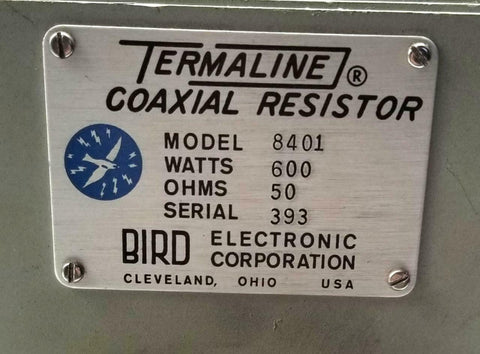 TERMALINE®
COAXIAL RESISTOR
MODEL 8401
WATTS 600
OHMS 50
SERIAL 393
BIRD ELECTRONIC
CORPORATION
CLEVELAND, OHIO USA